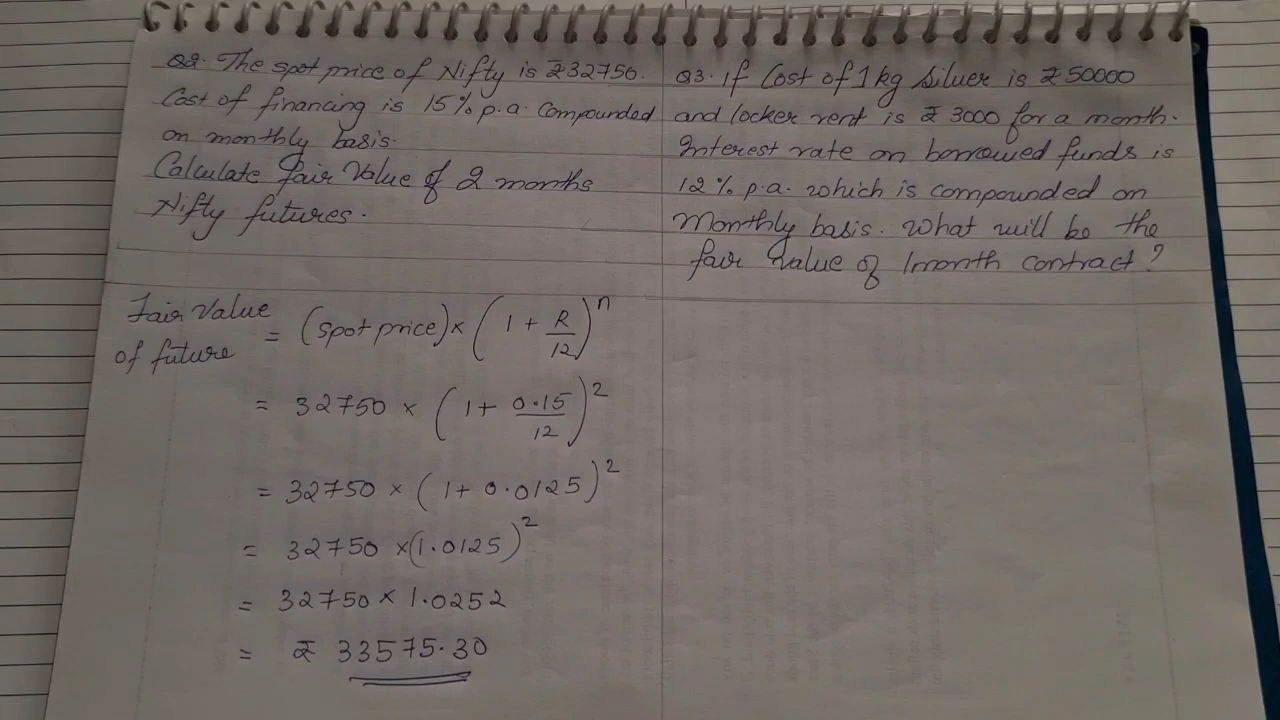 Q2. The spot price of Nifty is ₹32750.
Cost of financing is 15% p.a. compounded
on monthly basis.
Calculate fair Value of 2 months
Nifty futures.
Fair Value
of future = (spot price) × (1 + R/12)^n
= 32750 × (1 + 0.15/12)^2
= 32750 × (1 + 0.0125)^2
= 32750 × (1.0125)^2
= 32750 × 1.0252
= ₹ 33575.30
Q3. If Cost of 1 kg Silver is ₹50000
and locker rent is ₹ 3000 for a month.
Interest rate on borrowed funds is
12% p.a. which is compounded on
Monthly basis. What will be the
fair Value of 1month contract?